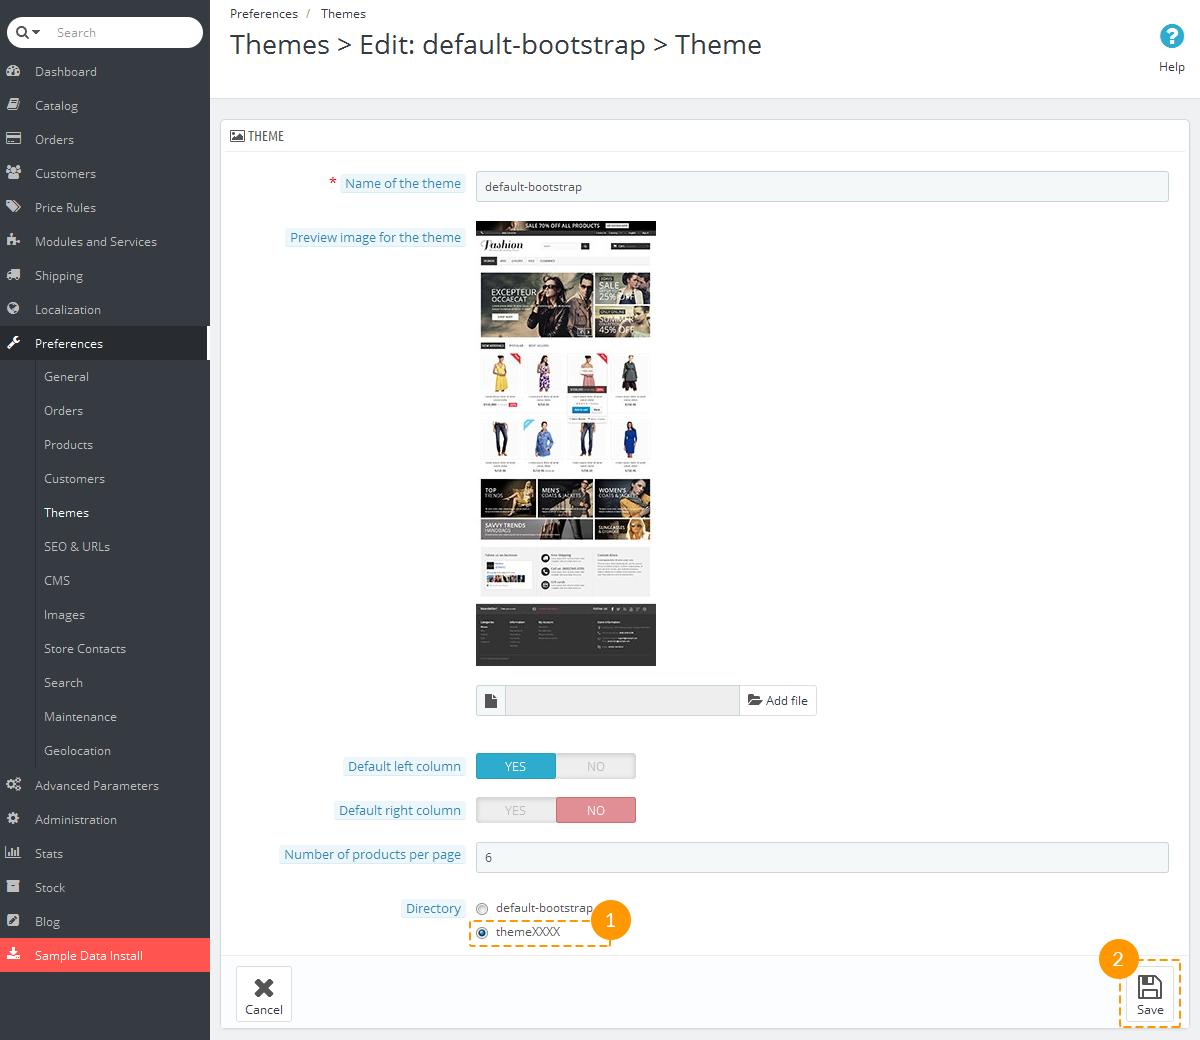 Search
Dashboard
Catalog
Orders
Customers
Price Rules
Modules and Services
Shipping
Localization
Preferences
General
Orders
Products
Customers
Themes
SEO & URLs
CMS
Images
Store Contacts
Search
Maintenance
Geolocation
Advanced Parameters
Administration
Stats
Stock
Blog
Sample Data Install
Preferences / Themes
Themes > Edit: default-bootstrap > Theme
?
Help
THEME
* Name of the theme
default-bootstrap
Preview image for the theme
SALE 70% OFF ALL PRODUCTS
Fashion
EXCEPTEUR
OCCAECAT
SALE
25% OFF
SUMMER
45% OFF
TOP
TRENDS
MEN'S
COATS & JACKETS
WOMEN'S
COATS & JACKETS
SAVVY TRENDS
HANDBAGS
SUNGLASSES
Add file
Default left column
YES NO
Default right column
YES NO
Number of products per page
6
Directory
default-bootstrap
themeXXXX
1
Cancel
2
Save